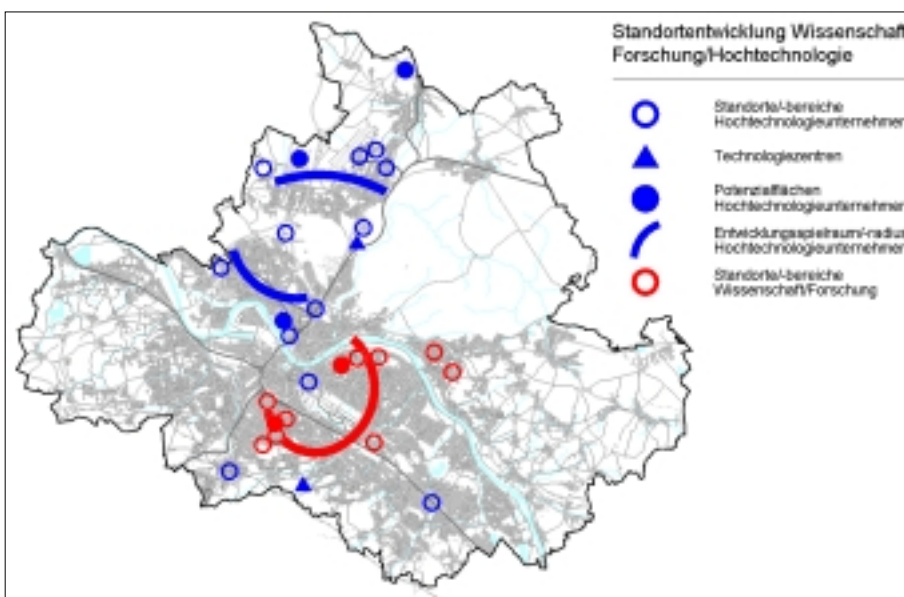 Standortentwicklung Wissenschaft
Forschung/Hochtechnologie
Standorte/-bereiche
Hochtechnologieunternehmen
Technologiezentren
Potenzialflächen
Hochtechnologieunternehmen
Entwicklungsspielraum/-radius
Hochtechnologieunternehmen
Standorte/-bereiche
Wissenschaft/Forschung